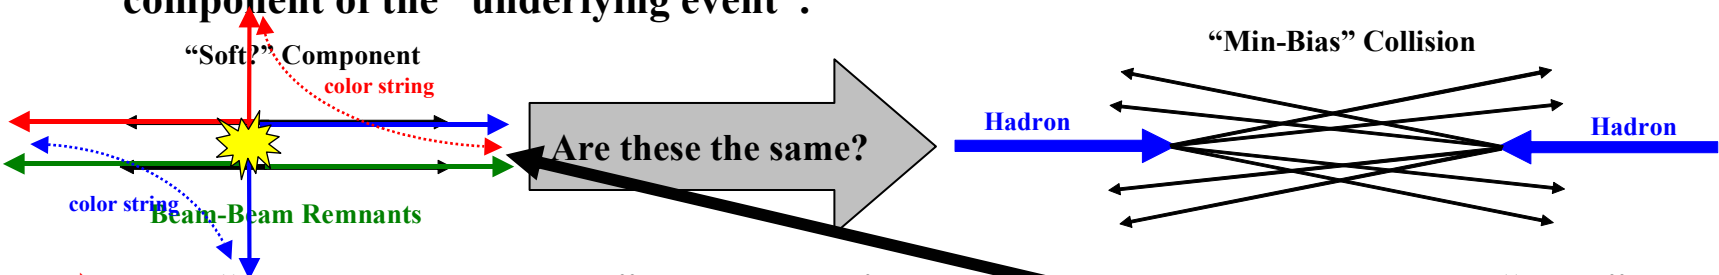 component of the "underlying event".
"Soft?" Component
color string
"Min-Bias" Collision
Hadron
Are these the same?
Hadron
color string
Beam-Beam Remnants